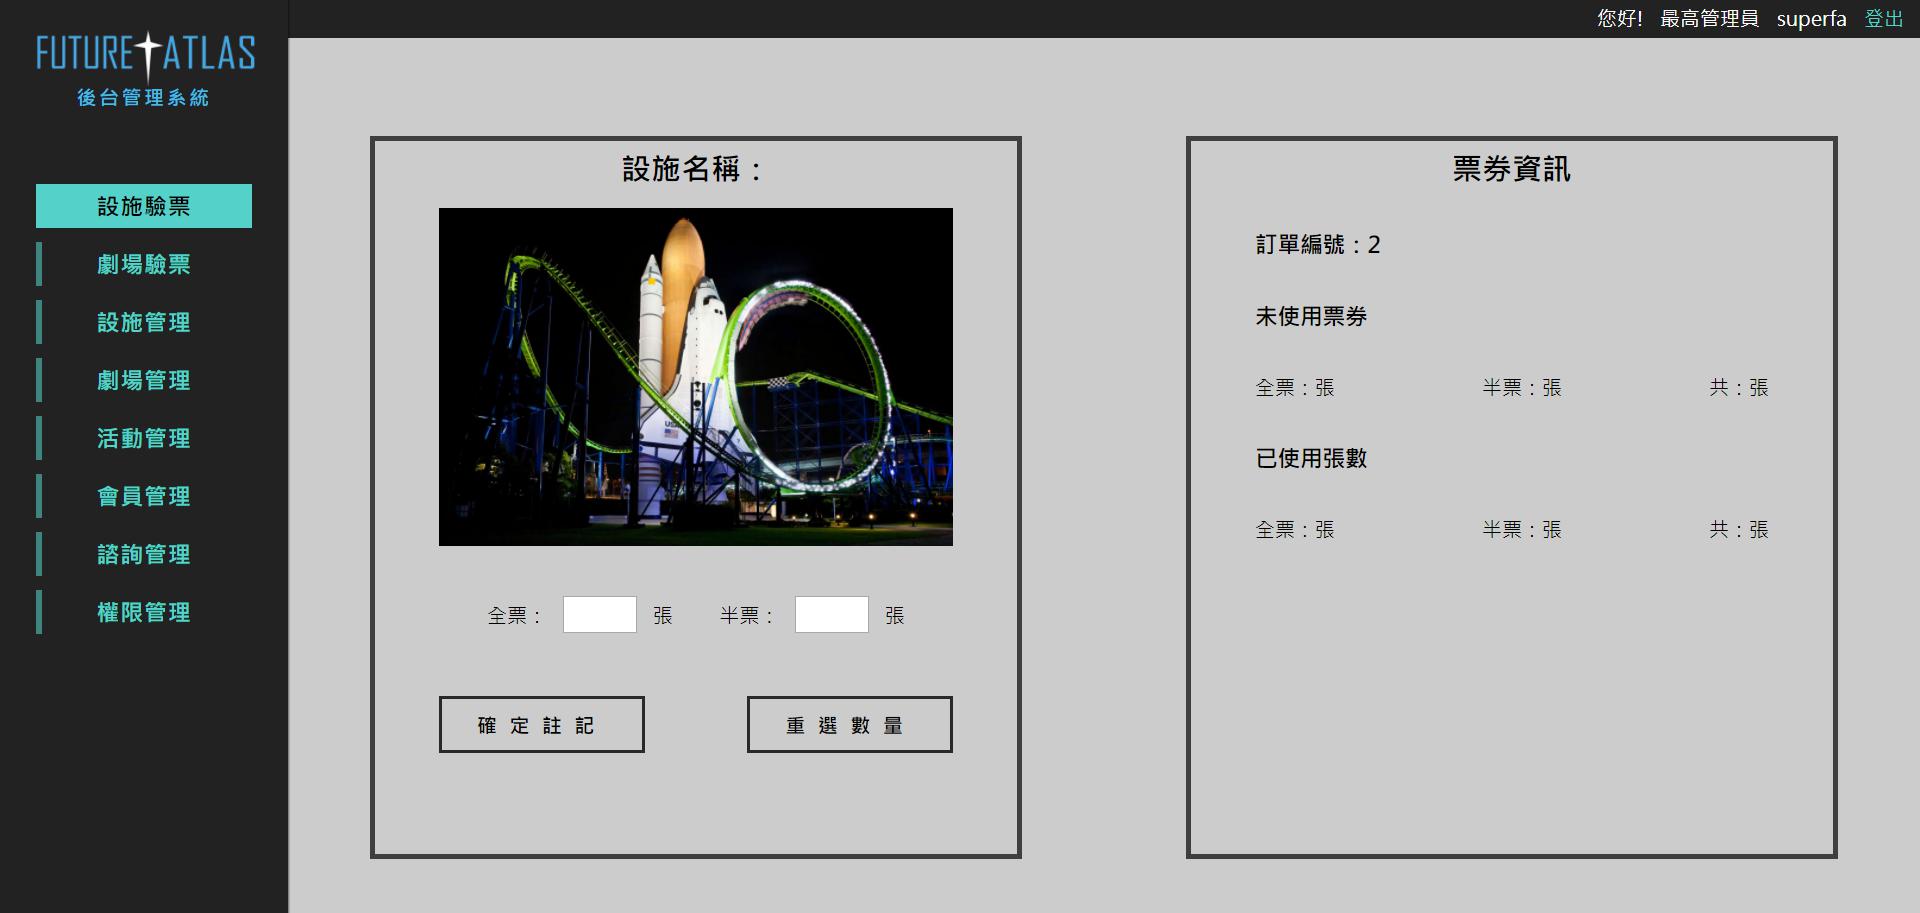 FUTURE ATLAS
後台管理系統
您好! 最高管理員 superfa 登出
設施驗票
劇場驗票
設施管理
劇場管理
活動管理
會員管理
諮詢管理
權限管理
設施名稱：
全票： 張 半票： 張
確定註記 重選數量
票券資訊
訂單編號：2
未使用票券
全票：張 半票：張 共：張
已使用張數
全票：張 半票：張 共：張